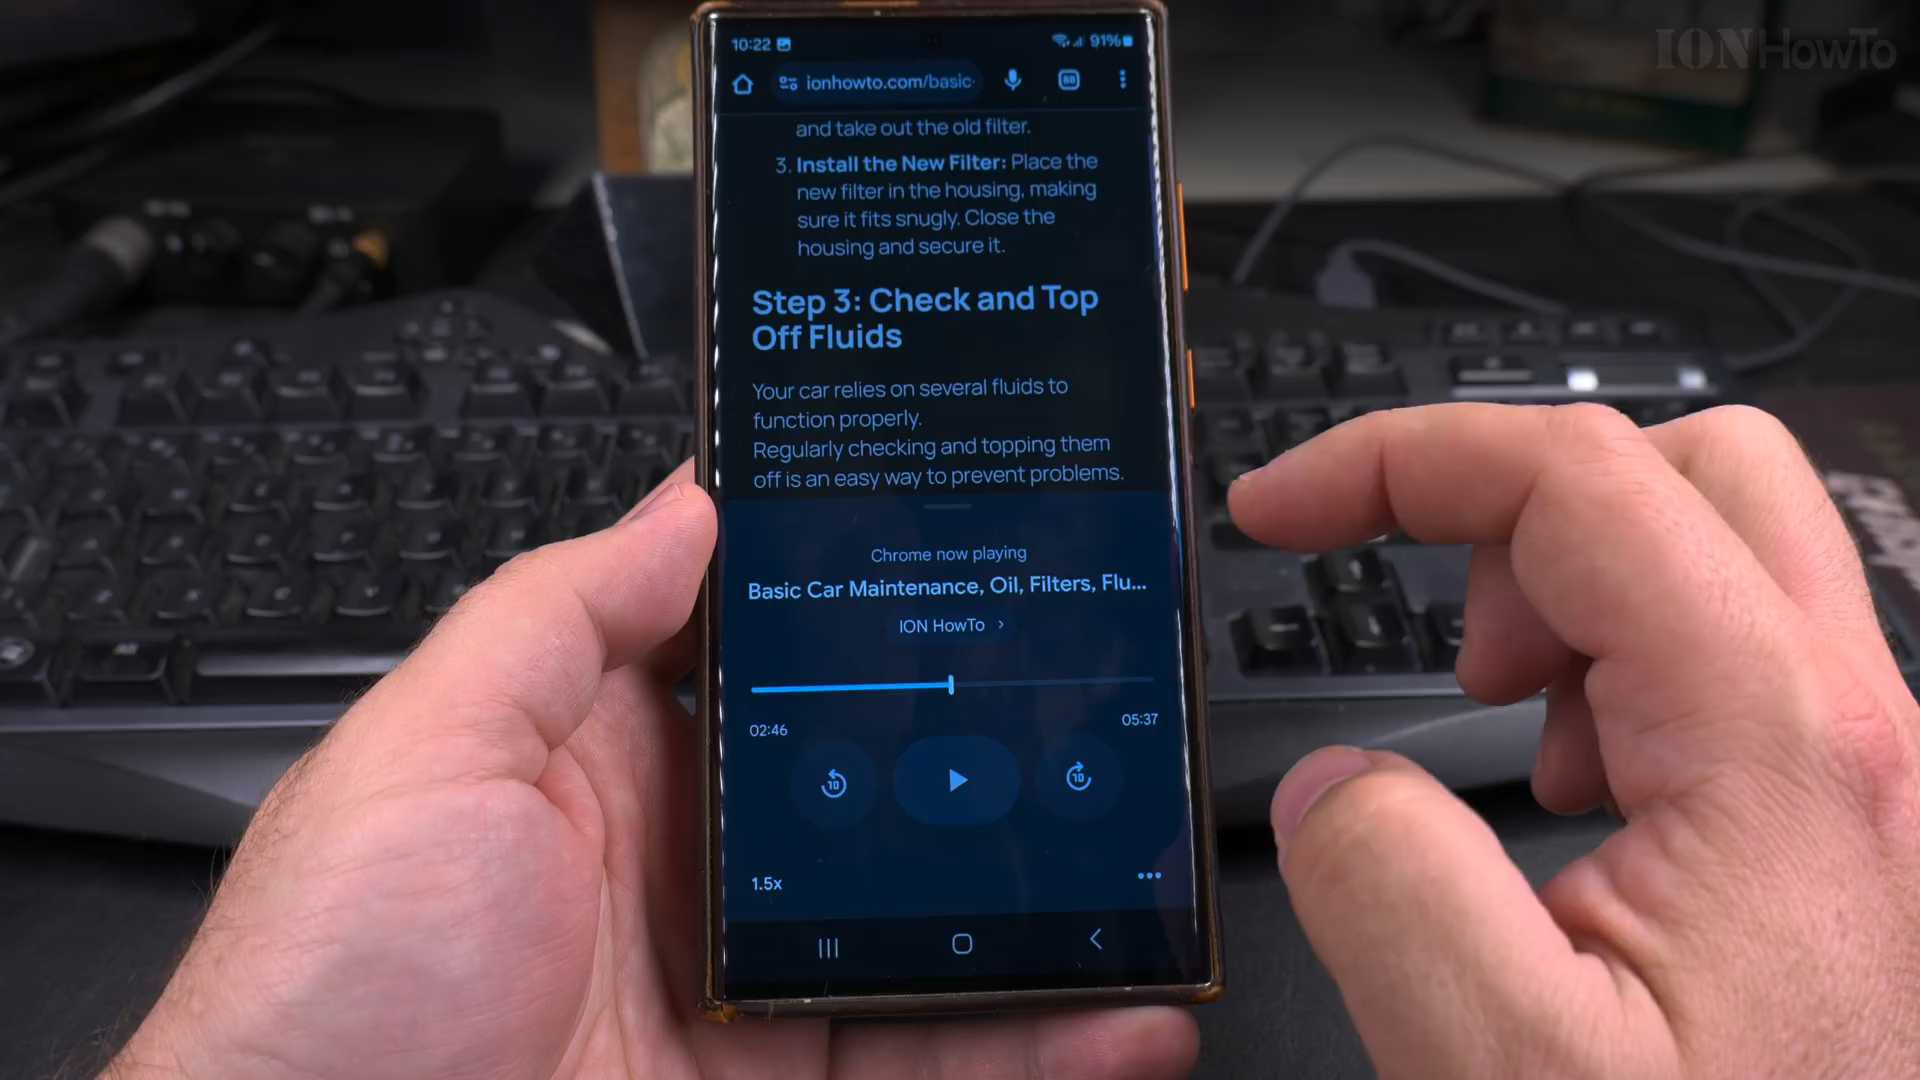 IONHowTo
10:22
91%
ionhowto.com/basic-
88
and take out the old filter.
3. Install the New Filter: Place the
new filter in the housing, making
sure it fits snugly. Close the
housing and secure it.
Step 3: Check and Top
Off Fluids
Your car relies on several fluids to
function properly.
Regularly checking and topping them
off is an easy way to prevent problems.
Chrome now playing
Basic Car Maintenance, Oil, Filters, Flu...
ION HowTo >
02:46
05:37
10
10
1.5x